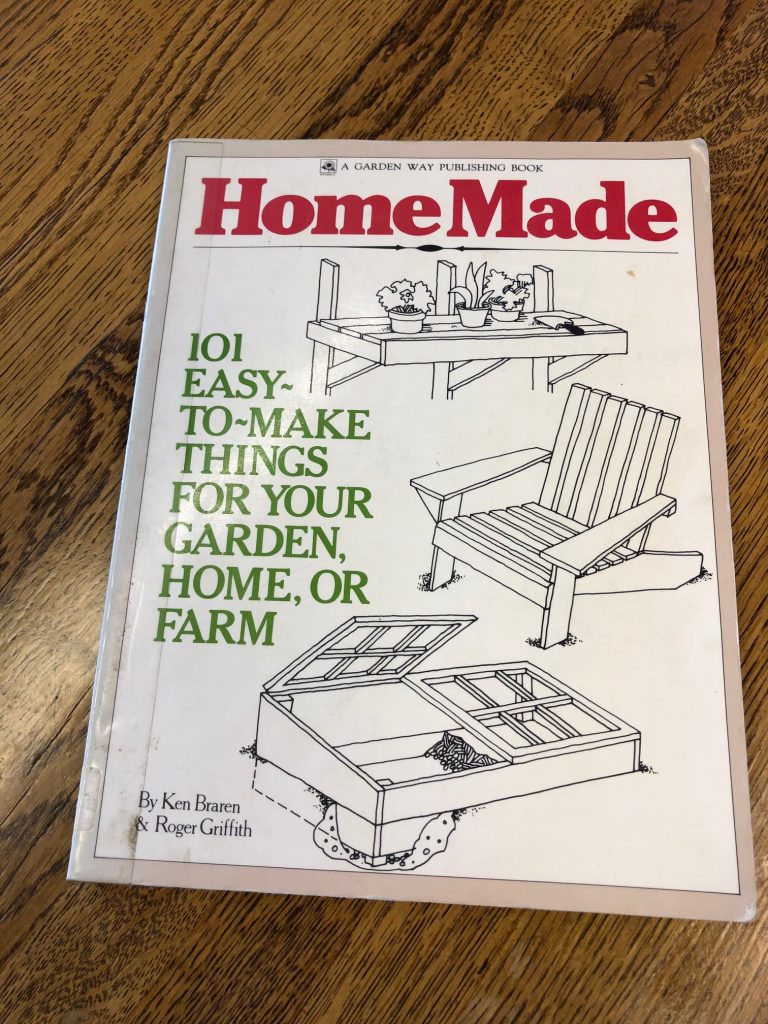 A GARDEN WAY PUBLISHING BOOK
HomeMade
101
EASY~
TO~MAKE
THINGS
FOR YOUR
GARDEN,
HOME, OR
FARM
By Ken Braren
& Roger Griffith